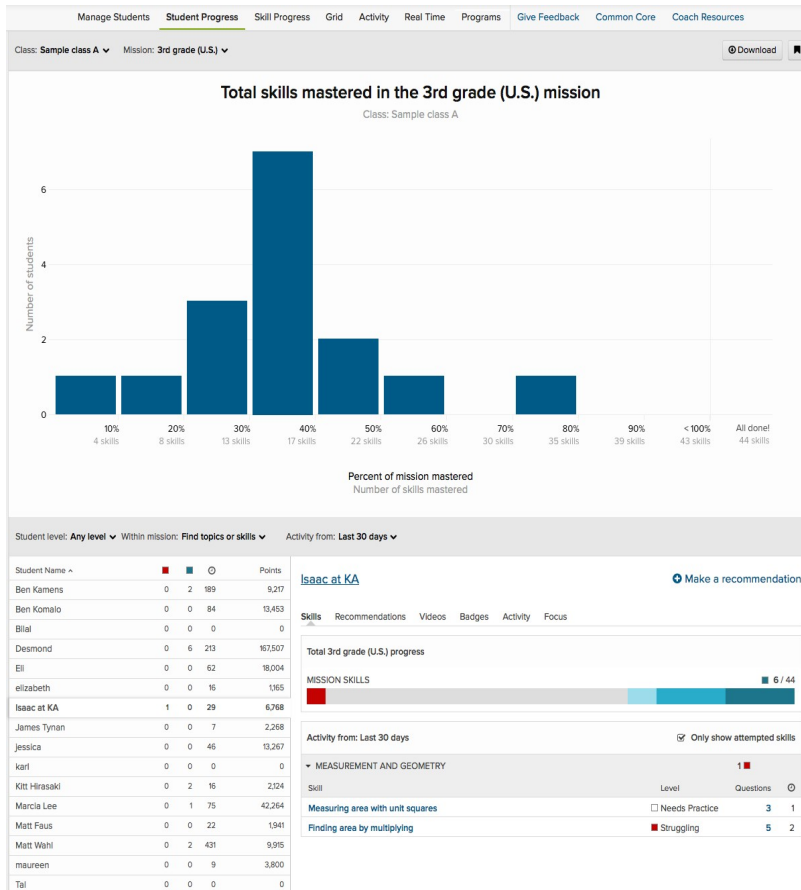 Manage Students Student Progress Skill Progress Grid Activity Real Time Programs Give Feedback Common Core Coach Resources
Class: Sample class A Mission: 3rd grade (U.S.) Download
Total skills mastered in the 3rd grade (U.S.) mission
Class: Sample class A
Number of students
6
4
2
0
10% 20% 30% 40% 50% 60% 70% 80% 90% < 100% All done!
4 skills 8 skills 13 skills 17 skills 22 skills 26 skills 30 skills 35 skills 39 skills 43 skills 44 skills
Percent of mission mastered
Number of skills mastered
Student level: Any level Within mission: Find topics or skills Activity from: Last 30 days
Student Name Points
Ben Kamens 0 2 189 9,217
Ben Komalo 0 0 84 13,453
Bilal 0 0 0 0
Desmond 0 6 213 167,507
Eli 0 0 62 18,004
elizabeth 0 0 16 1,165
Isaac at KA 1 0 29 6,768
James Tynan 0 0 7 2,268
jessica 0 0 46 13,267
karl 0 0 0 0
Kitt Hirasaki 0 2 16 2,124
Marcia Lee 0 1 75 42,264
Matt Faus 0 0 22 1,941
Matt Wahl 0 2 431 9,915
maureen 0 0 9 3,800
Tal 0 0 0 0
Isaac at KA Make a recommendation
Skills Recommendations Videos Badges Activity Focus
Total 3rd grade (U.S.) progress
MISSION SKILLS 6 / 44
Activity from: Last 30 days Only show attempted skills
MEASUREMENT AND GEOMETRY 1
Skill Level Questions
Measuring area with unit squares Needs Practice 3 1
Finding area by multiplying Struggling 5 2